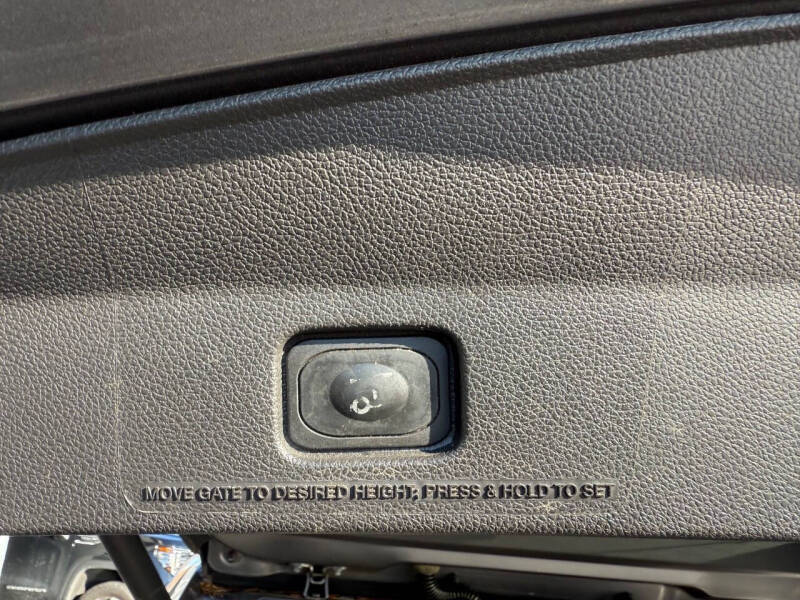 MOVE GATE TO DESIRED HEIGHT, PRESS & HOLD TO SET